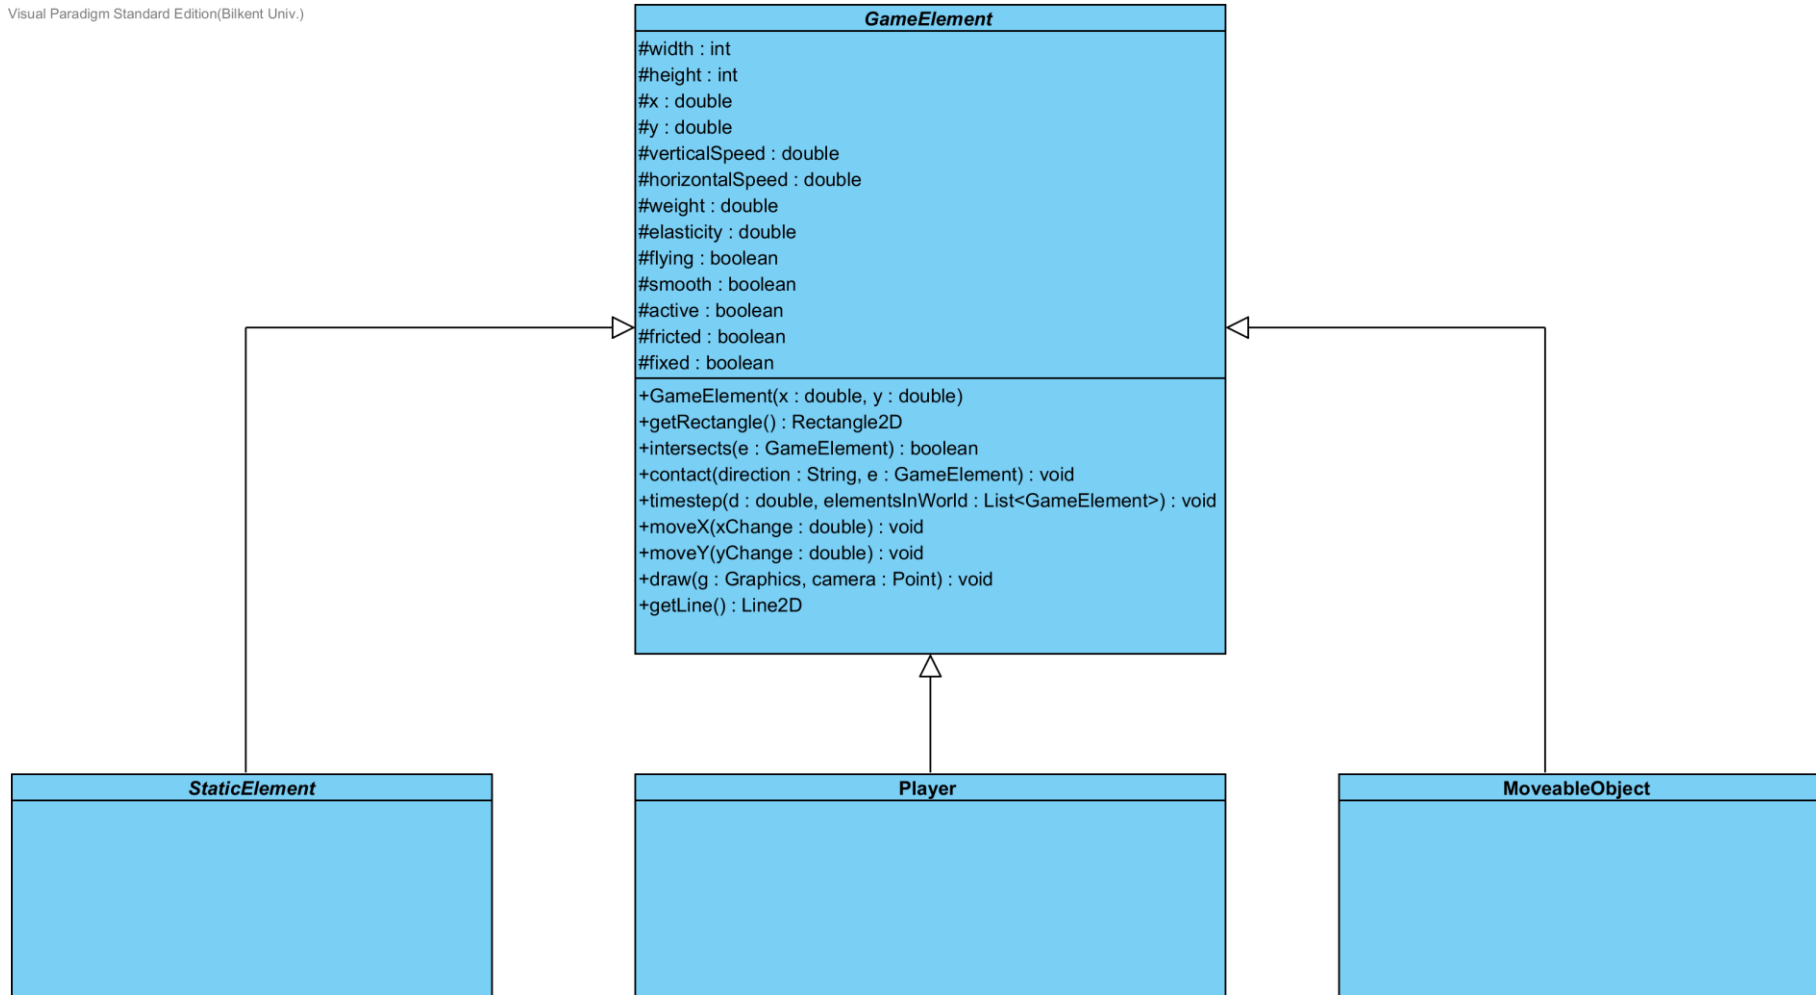 Visual Paradigm Standard Edition(Bilkent Univ.)
GameElement
#width : int
#height : int
#x : double
#y : double
#verticalSpeed : double
#horizontalSpeed : double
#weight : double
#elasticity : double
#flying : boolean
#smooth : boolean
#active : boolean
#fricted : boolean
#fixed : boolean
+GameElement(x : double, y : double)
+getRectangle() : Rectangle2D
+intersects(e : GameElement) : boolean
+contact(direction : String, e : GameElement) : void
+timestep(d : double, elementsInWorld : List<GameElement>) : void
+moveX(xChange : double) : void
+moveY(yChange : double) : void
+draw(g : Graphics, camera : Point) : void
+getLine() : Line2D
StaticElement
Player
MoveableObject